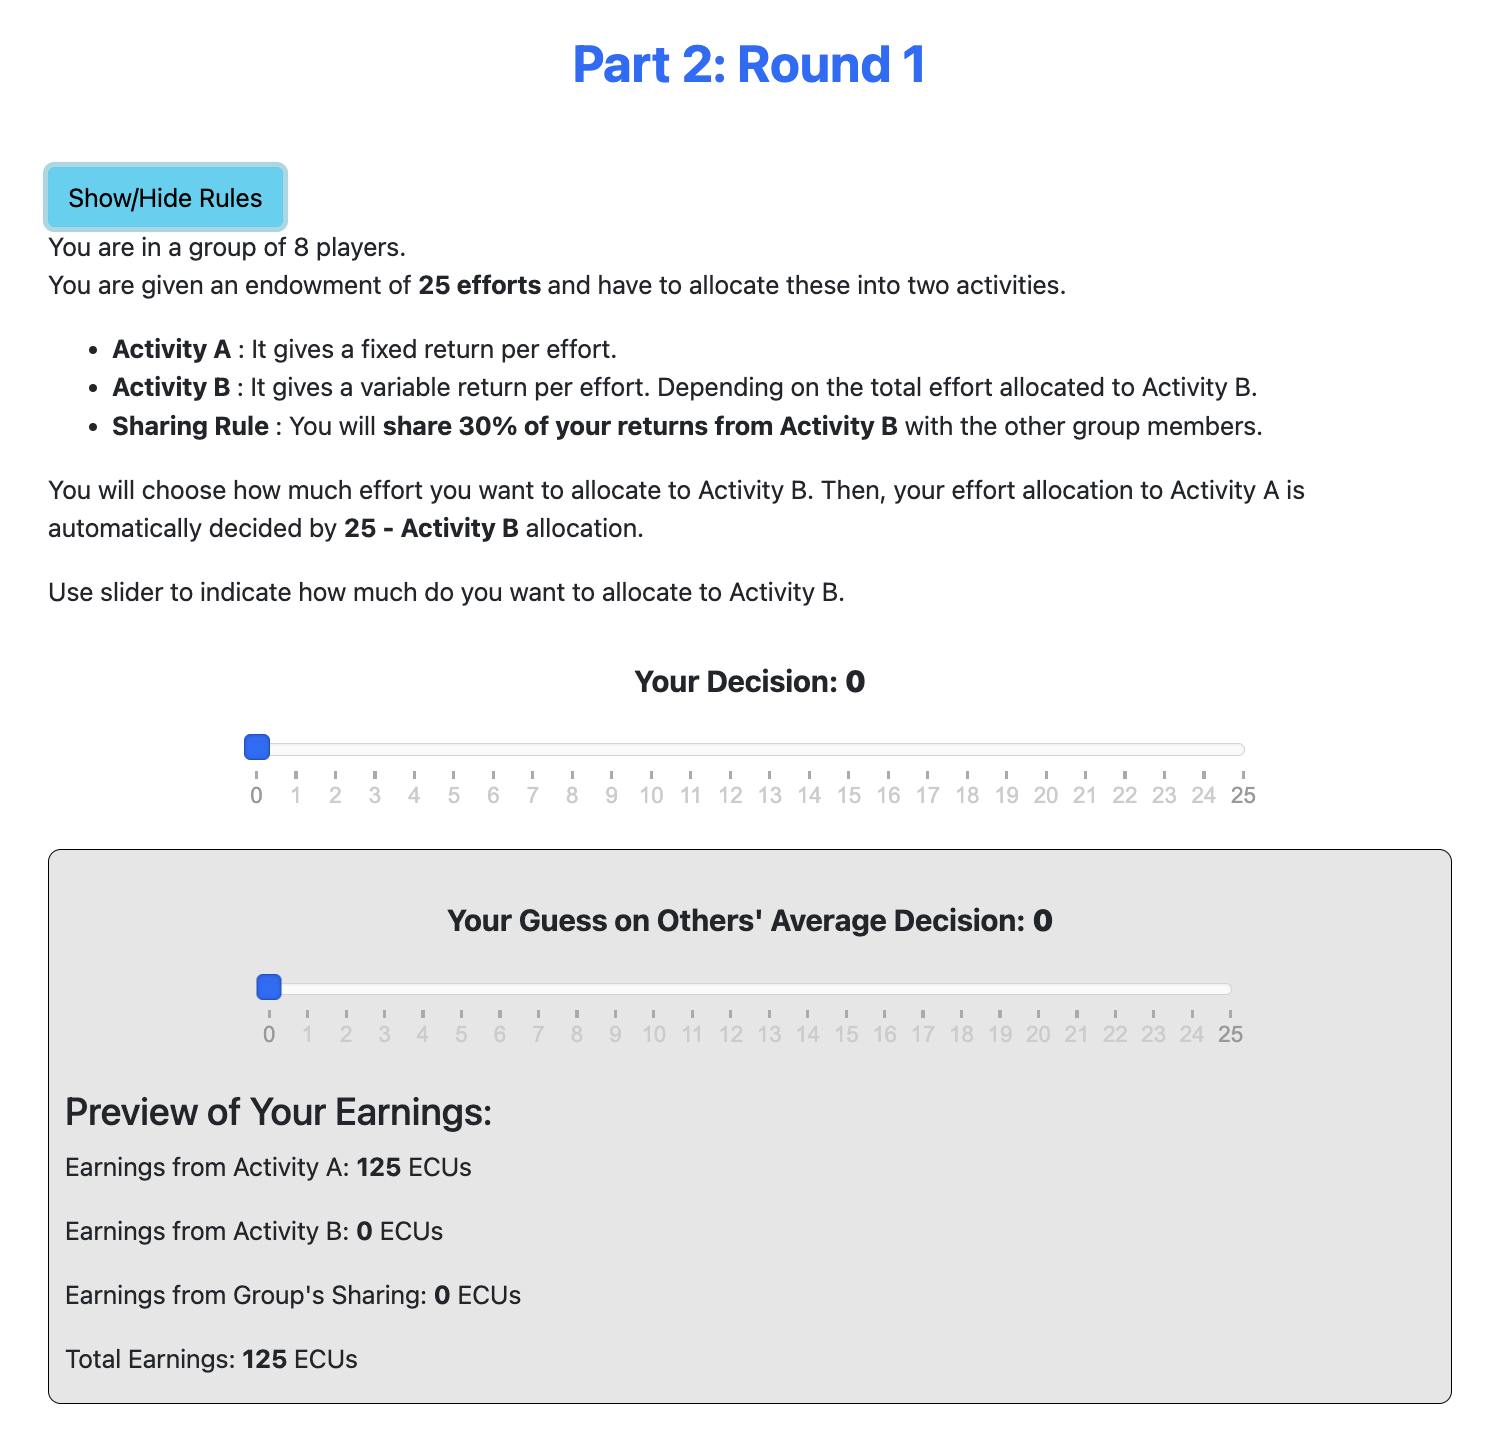 Part 2: Round 1
Show/Hide Rules
You are in a group of 8 players.
You are given an endowment of 25 efforts and have to allocate these into two activities.
• Activity A : It gives a fixed return per effort.
• Activity B : It gives a variable return per effort. Depending on the total effort allocated to Activity B.
• Sharing Rule : You will share 30% of your returns from Activity B with the other group members.
You will choose how much effort you want to allocate to Activity B. Then, your effort allocation to Activity A is
automatically decided by 25 - Activity B allocation.
Use slider to indicate how much do you want to allocate to Activity B.
Your Decision: 0
0 1 2 3 4 5 6 7 8 9 10 11 12 13 14 15 16 17 18 19 20 21 22 23 24 25
Your Guess on Others' Average Decision: 0
0 1 2 3 4 5 6 7 8 9 10 11 12 13 14 15 16 17 18 19 20 21 22 23 24 25
Preview of Your Earnings:
Earnings from Activity A: 125 ECUs
Earnings from Activity B: 0 ECUs
Earnings from Group's Sharing: 0 ECUs
Total Earnings: 125 ECUs